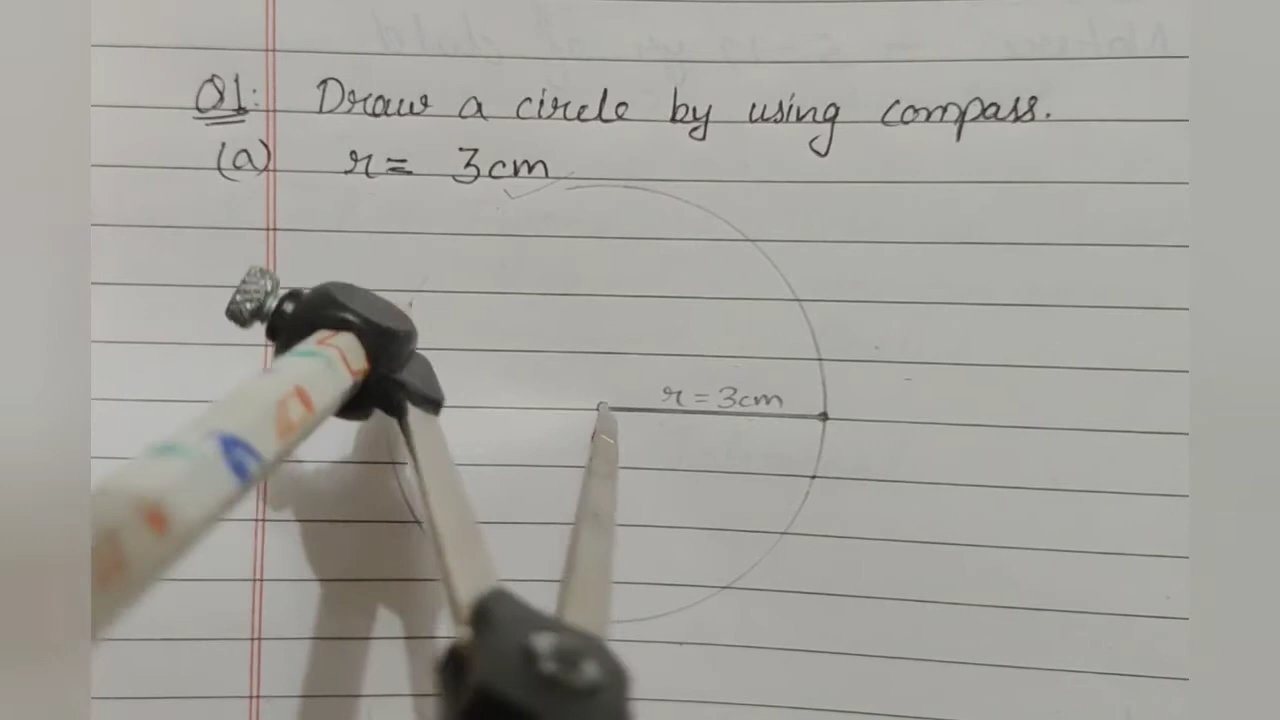 Q1: Draw a circle by using compass.
(a) r = 3cm
r = 3cm